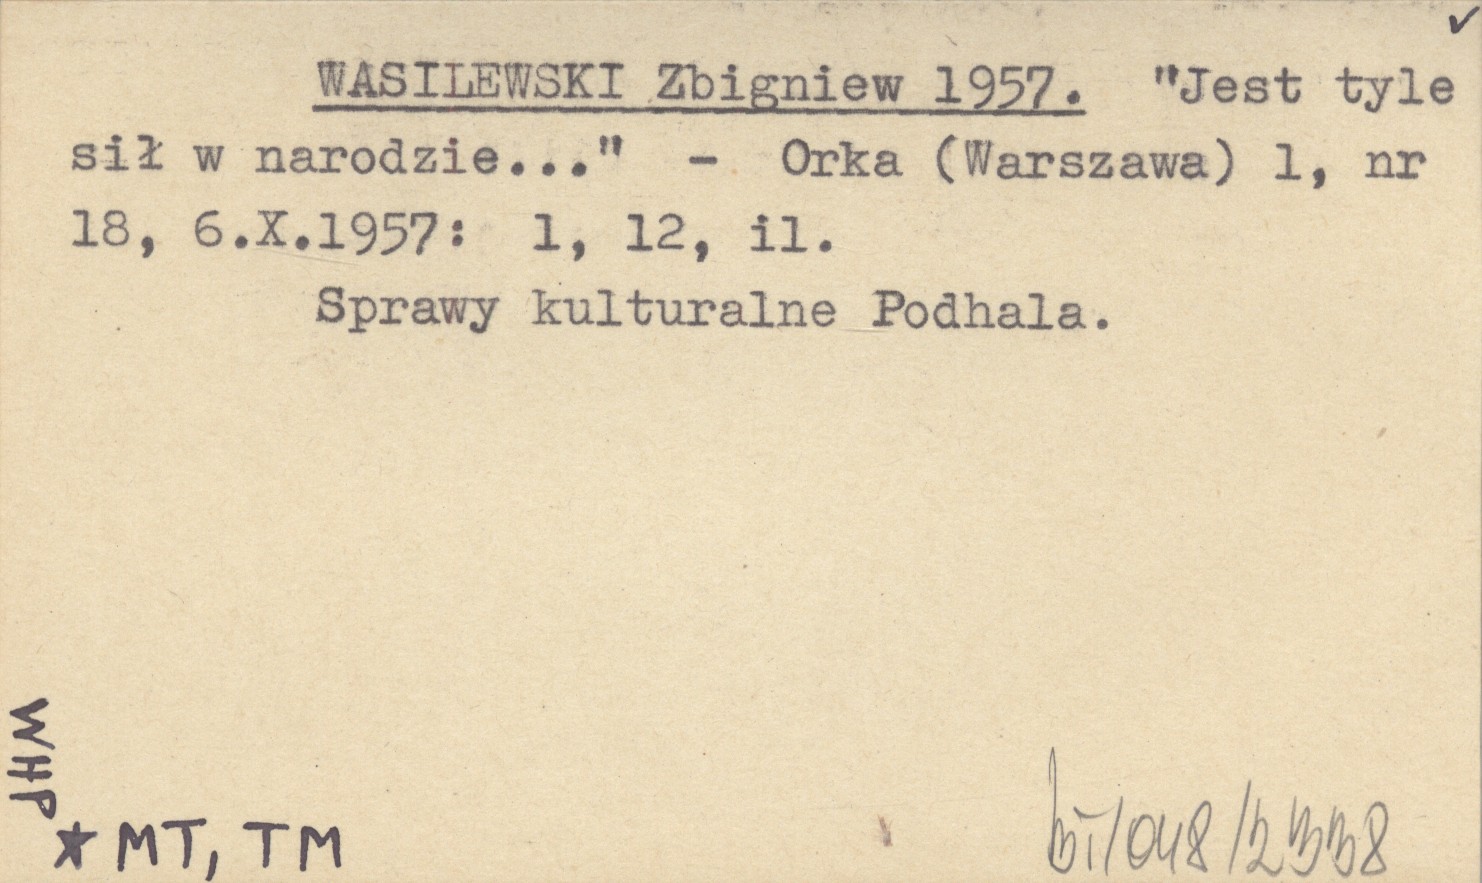 WASILEWSKI Zbigniew 1957. "Jest tyle
sił w narodzie..." - Orka (Warszawa) 1, nr
18, 6.X.1957: 1, 12, il.
Sprawy kulturalne Podhala.
WHP
★ MT, TM
bi/048/2338